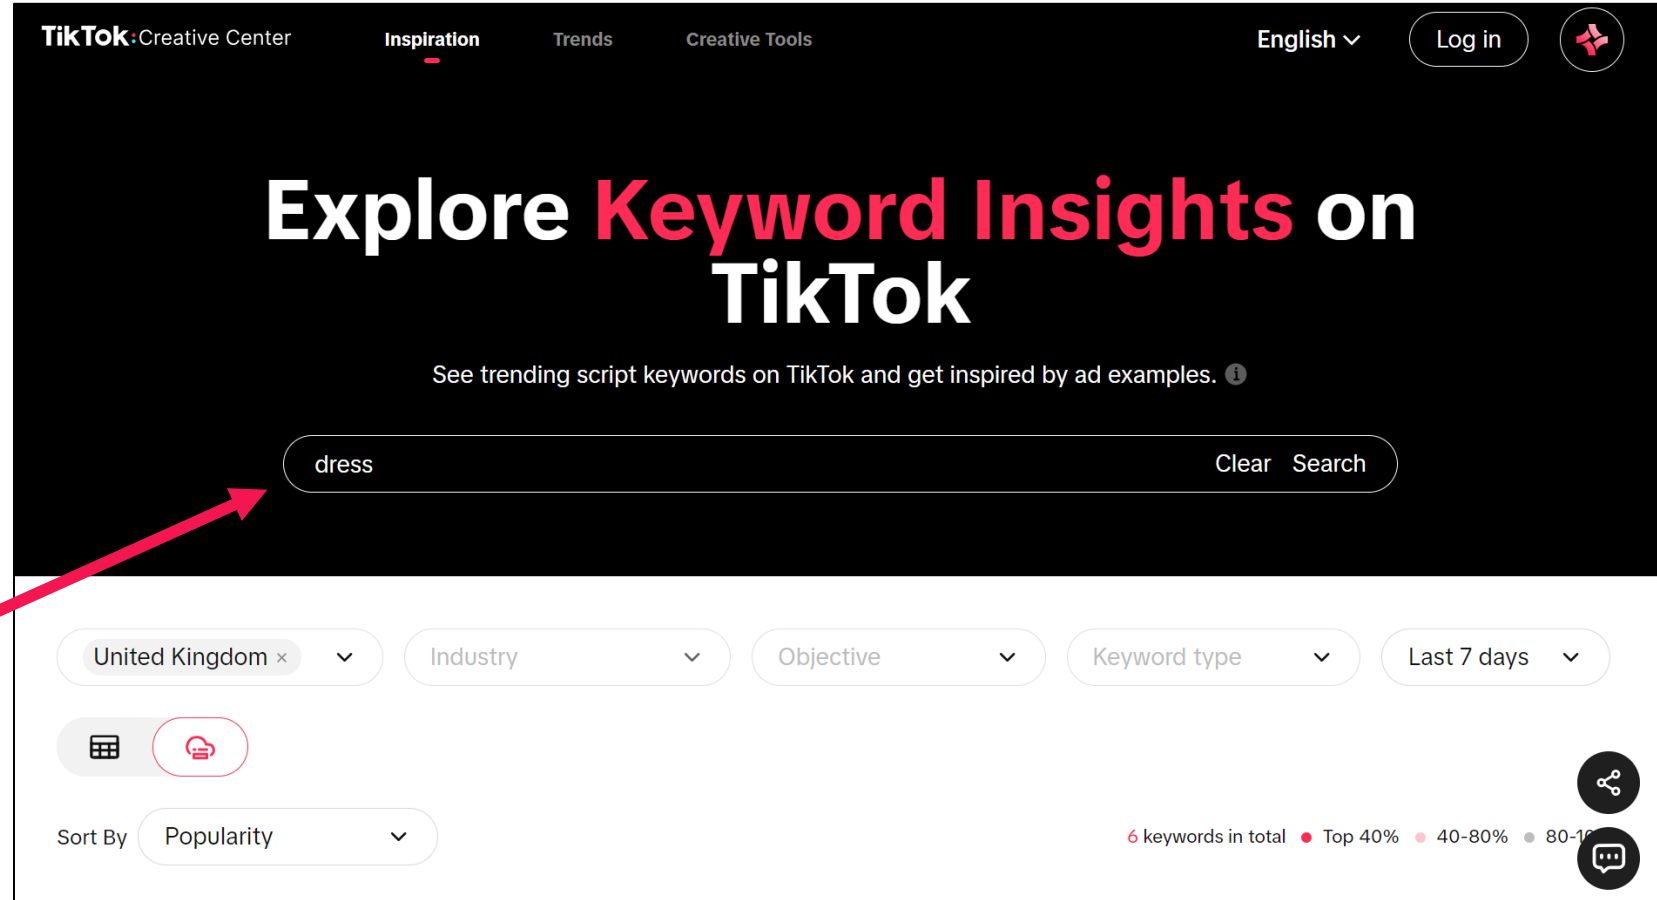 TikTok: Creative Center
Inspiration
Trends
Creative Tools
English
Log in
Explore Keyword Insights on
TikTok
See trending script keywords on TikTok and get inspired by ad examples.
dress
Clear
Search
United Kingdom ×
Industry
Objective
Keyword type
Last 7 days
Sort By
Popularity
6 keywords in total
Top 40%
40-80%